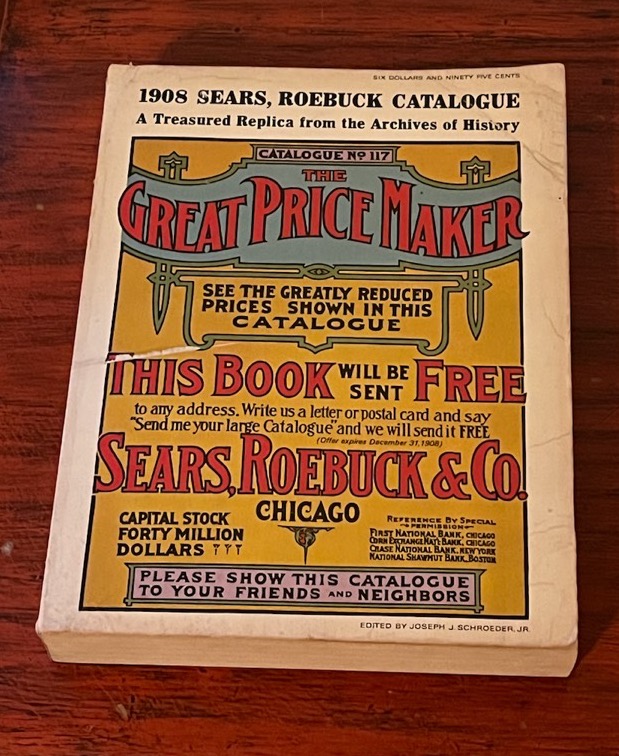 SIX DOLLARS AND NINETY FIVE CENTS
1908 SEARS, ROEBUCK CATALOGUE
A Treasured Replica from the Archives of History
CATALOGUE No 117
THE
GREAT PRICE MAKER
SEE THE GREATLY REDUCED
PRICES SHOWN IN THIS
CATALOGUE
THIS BOOK WILL BE SENT FREE
to any address. Write us a letter or postal card and say
"Send me your large Catalogue" and we will send it FREE
(Offer expires December 31, 1908)
SEARS, ROEBUCK & CO.
CHICAGO
CAPITAL STOCK
FORTY MILLION
DOLLARS
REFERENCE BY SPECIAL
PERMISSION
FIRST NATIONAL BANK, CHICAGO
CORN EXCHANGE NAT'L BANK, CHICAGO
CHASE NATIONAL BANK, NEW YORK
NATIONAL SHAWMUT BANK, BOSTON
PLEASE SHOW THIS CATALOGUE
TO YOUR FRIENDS AND NEIGHBORS
EDITED BY JOSEPH J. SCHROEDER, JR.